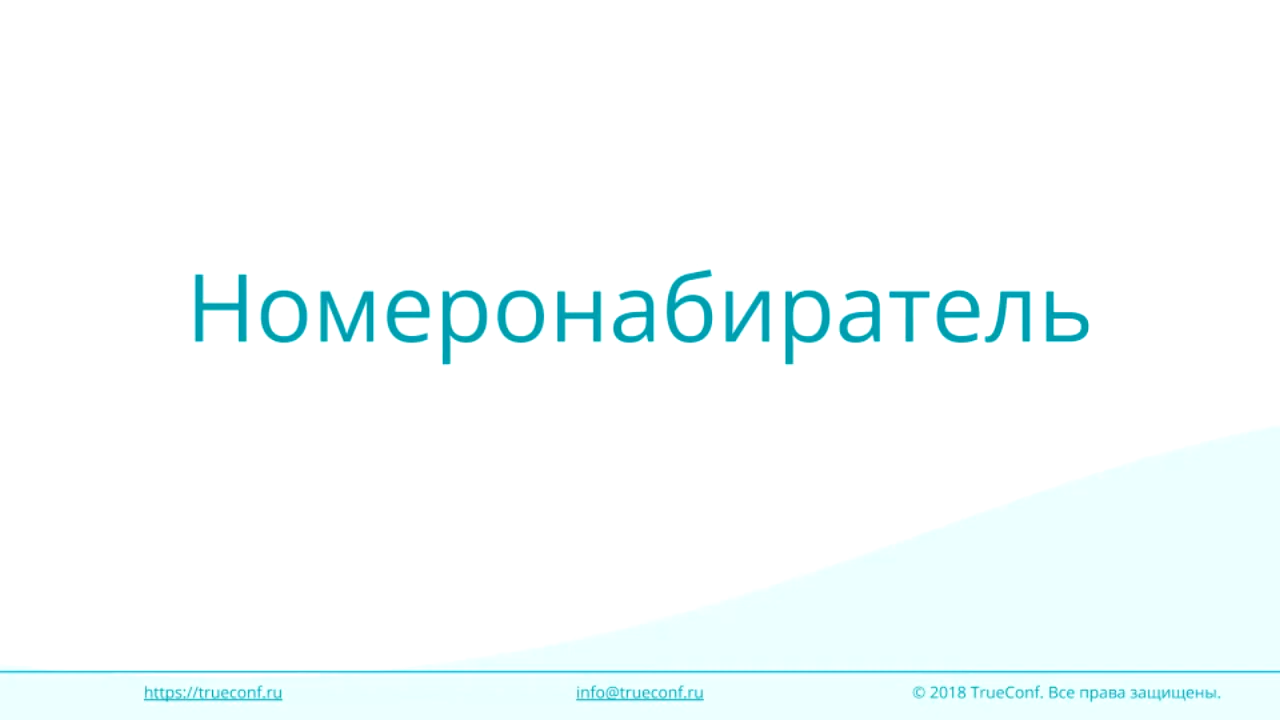 Номеронабиратель
https://trueconf.ru
info@trueconf.ru
© 2018 TrueConf. Все права защищены.